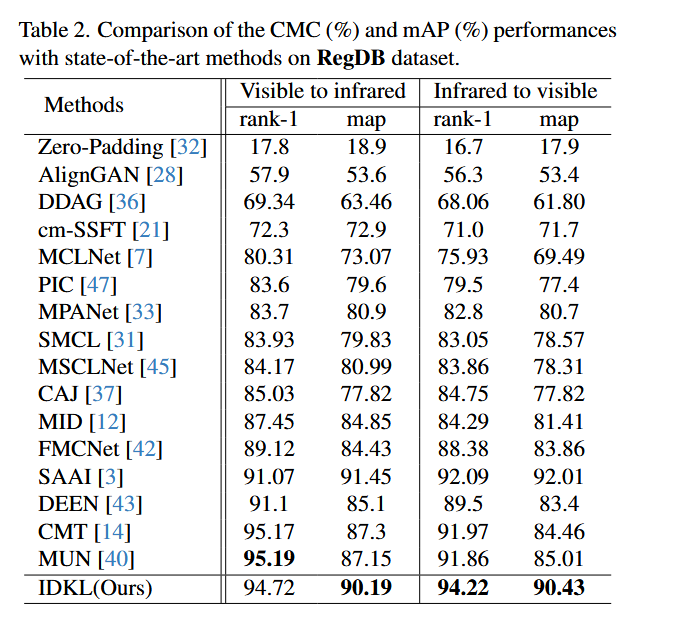 Table 2. Comparison of the CMC (%) and mAP (%) performances
with state-of-the-art methods on RegDB dataset.
Methods Visible to infrared Infrared to visible
rank-1 map rank-1 map
Zero-Padding [32] 17.8 18.9 16.7 17.9
AlignGAN [28] 57.9 53.6 56.3 53.4
DDAG [36] 69.34 63.46 68.06 61.80
cm-SSFT [21] 72.3 72.9 71.0 71.7
MCLNet [7] 80.31 73.07 75.93 69.49
PIC [47] 83.6 79.6 79.5 77.4
MPANet [33] 83.7 80.9 82.8 80.7
SMCL [31] 83.93 79.83 83.05 78.57
MSCLNet [45] 84.17 80.99 83.86 78.31
CAJ [37] 85.03 77.82 84.75 77.82
MID [12] 87.45 84.85 84.29 81.41
FMCNet [42] 89.12 84.43 88.38 83.86
SAAI [3] 91.07 91.45 92.09 92.01
DEEN [43] 91.1 85.1 89.5 83.4
CMT [14] 95.17 87.3 91.97 84.46
MUN [40] 95.19 87.15 91.86 85.01
IDKL(Ours) 94.72 90.19 94.22 90.43